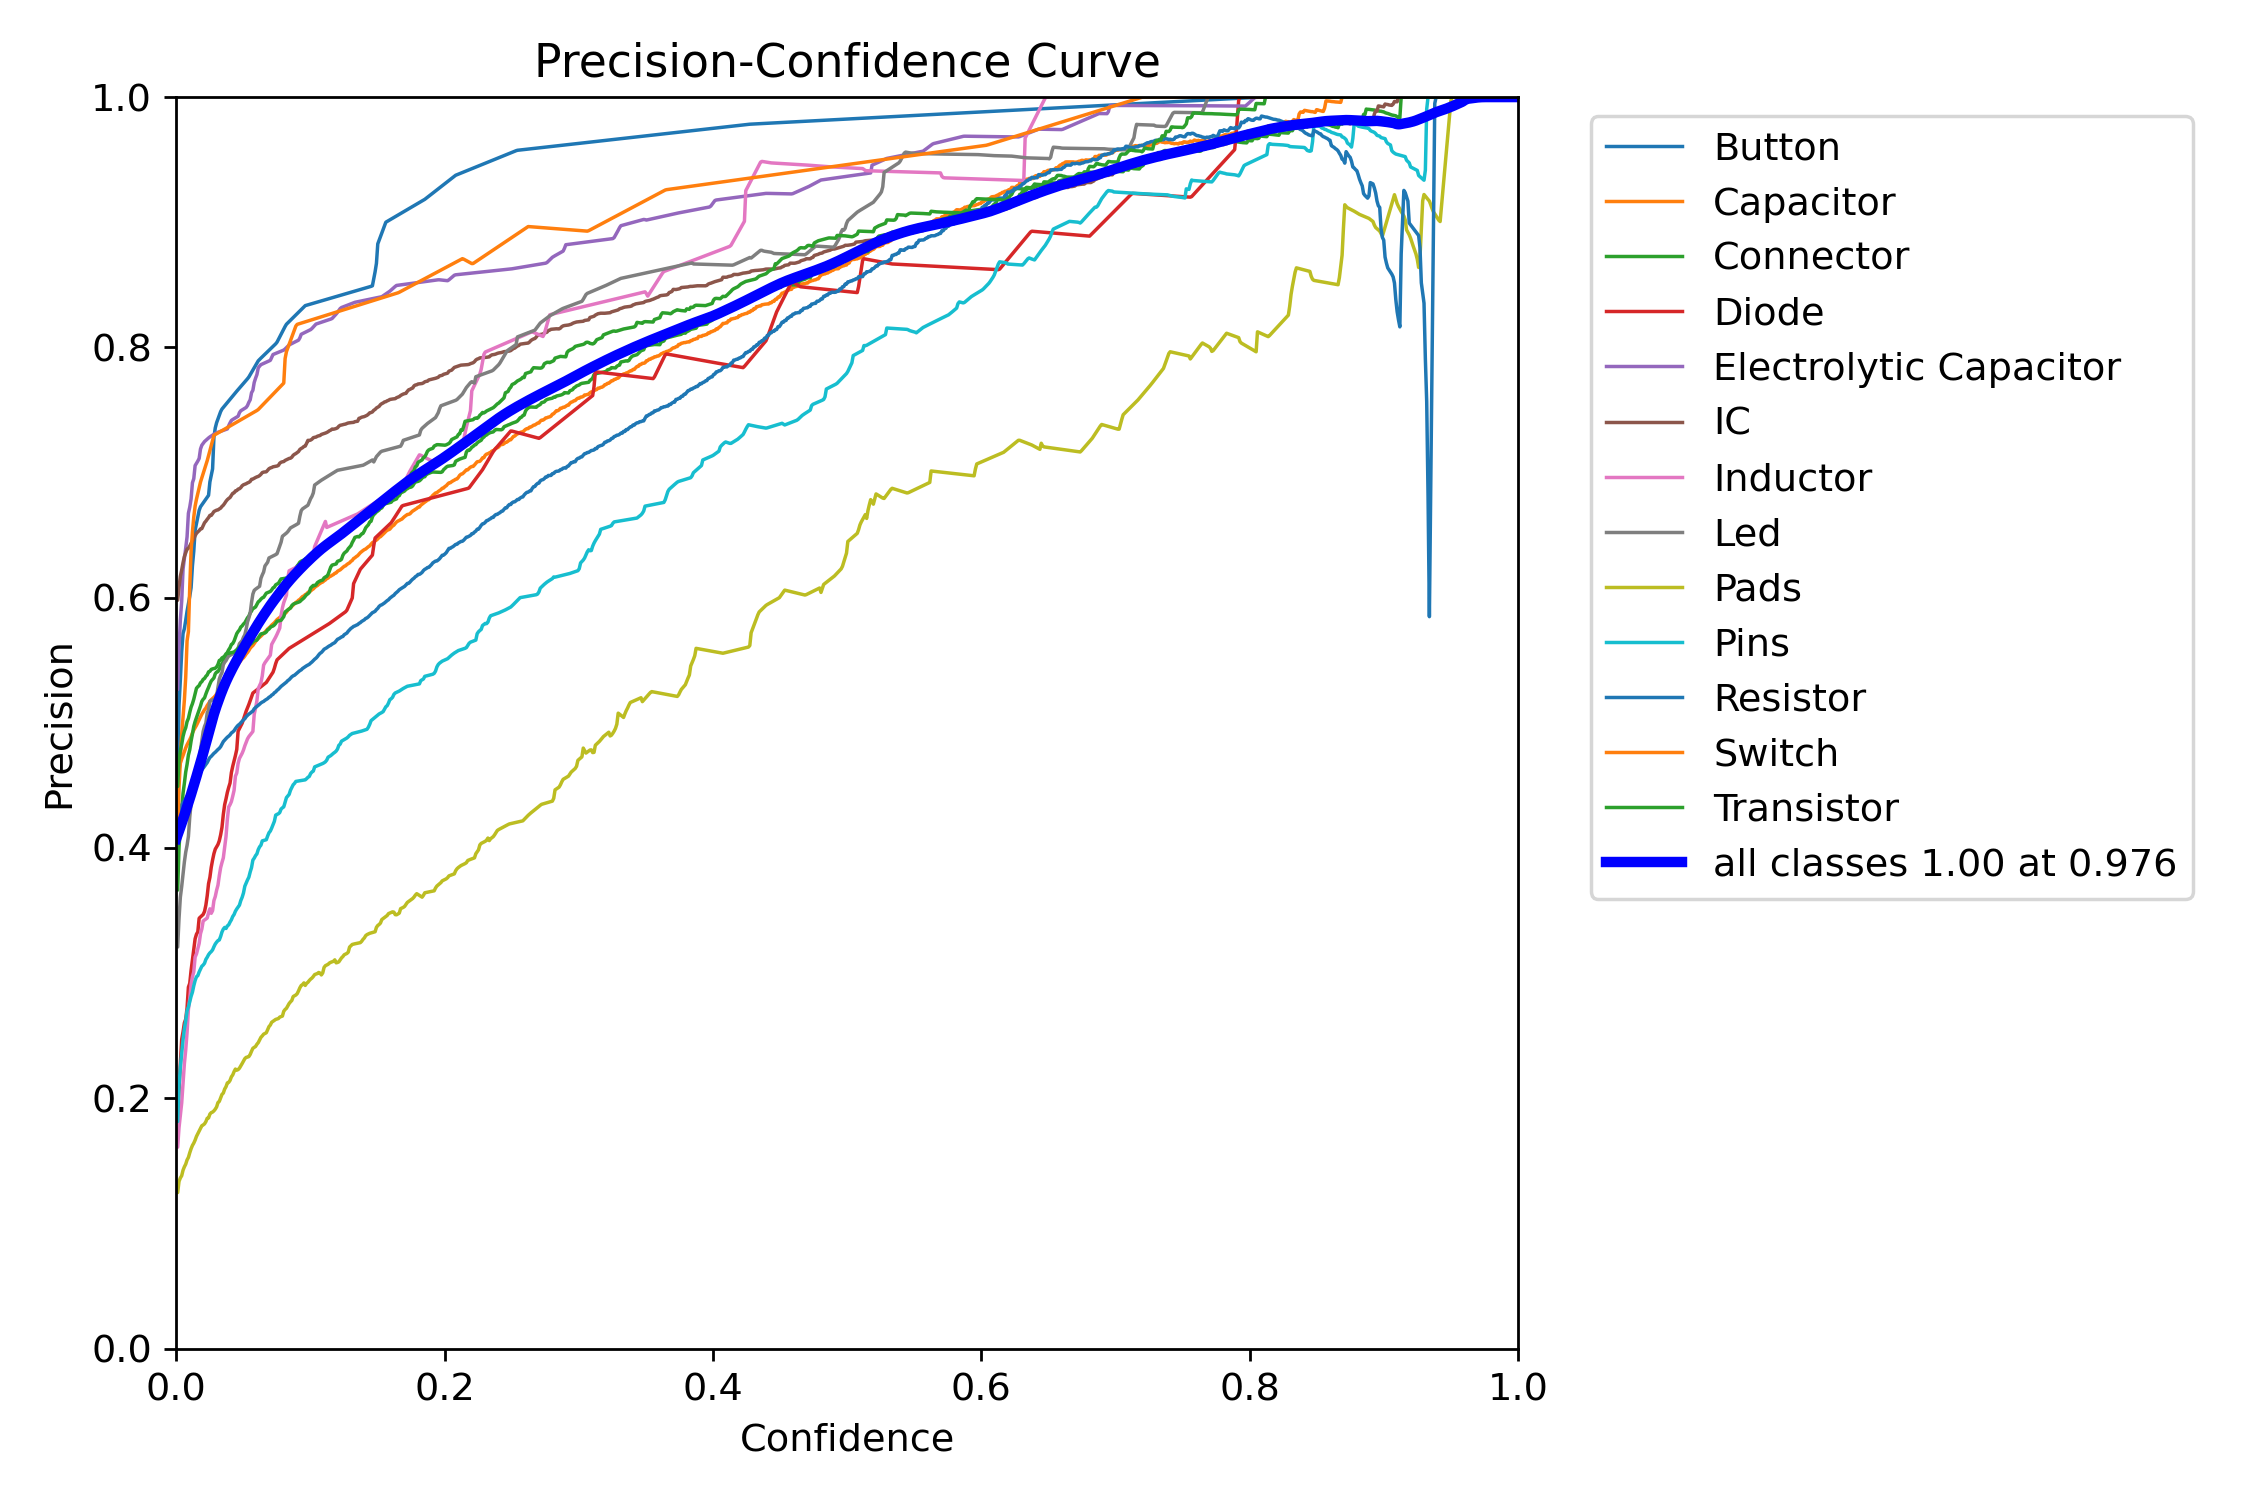 Precision-Confidence Curve
1.0
0.8
0.6
0.4
0.2
0.0
Precision
0.0 0.2 0.4 0.6 0.8 1.0
Confidence
Button
Capacitor
Connector
Diode
Electrolytic Capacitor
IC
Inductor
Led
Pads
Pins
Resistor
Switch
Transistor
all classes 1.00 at 0.976